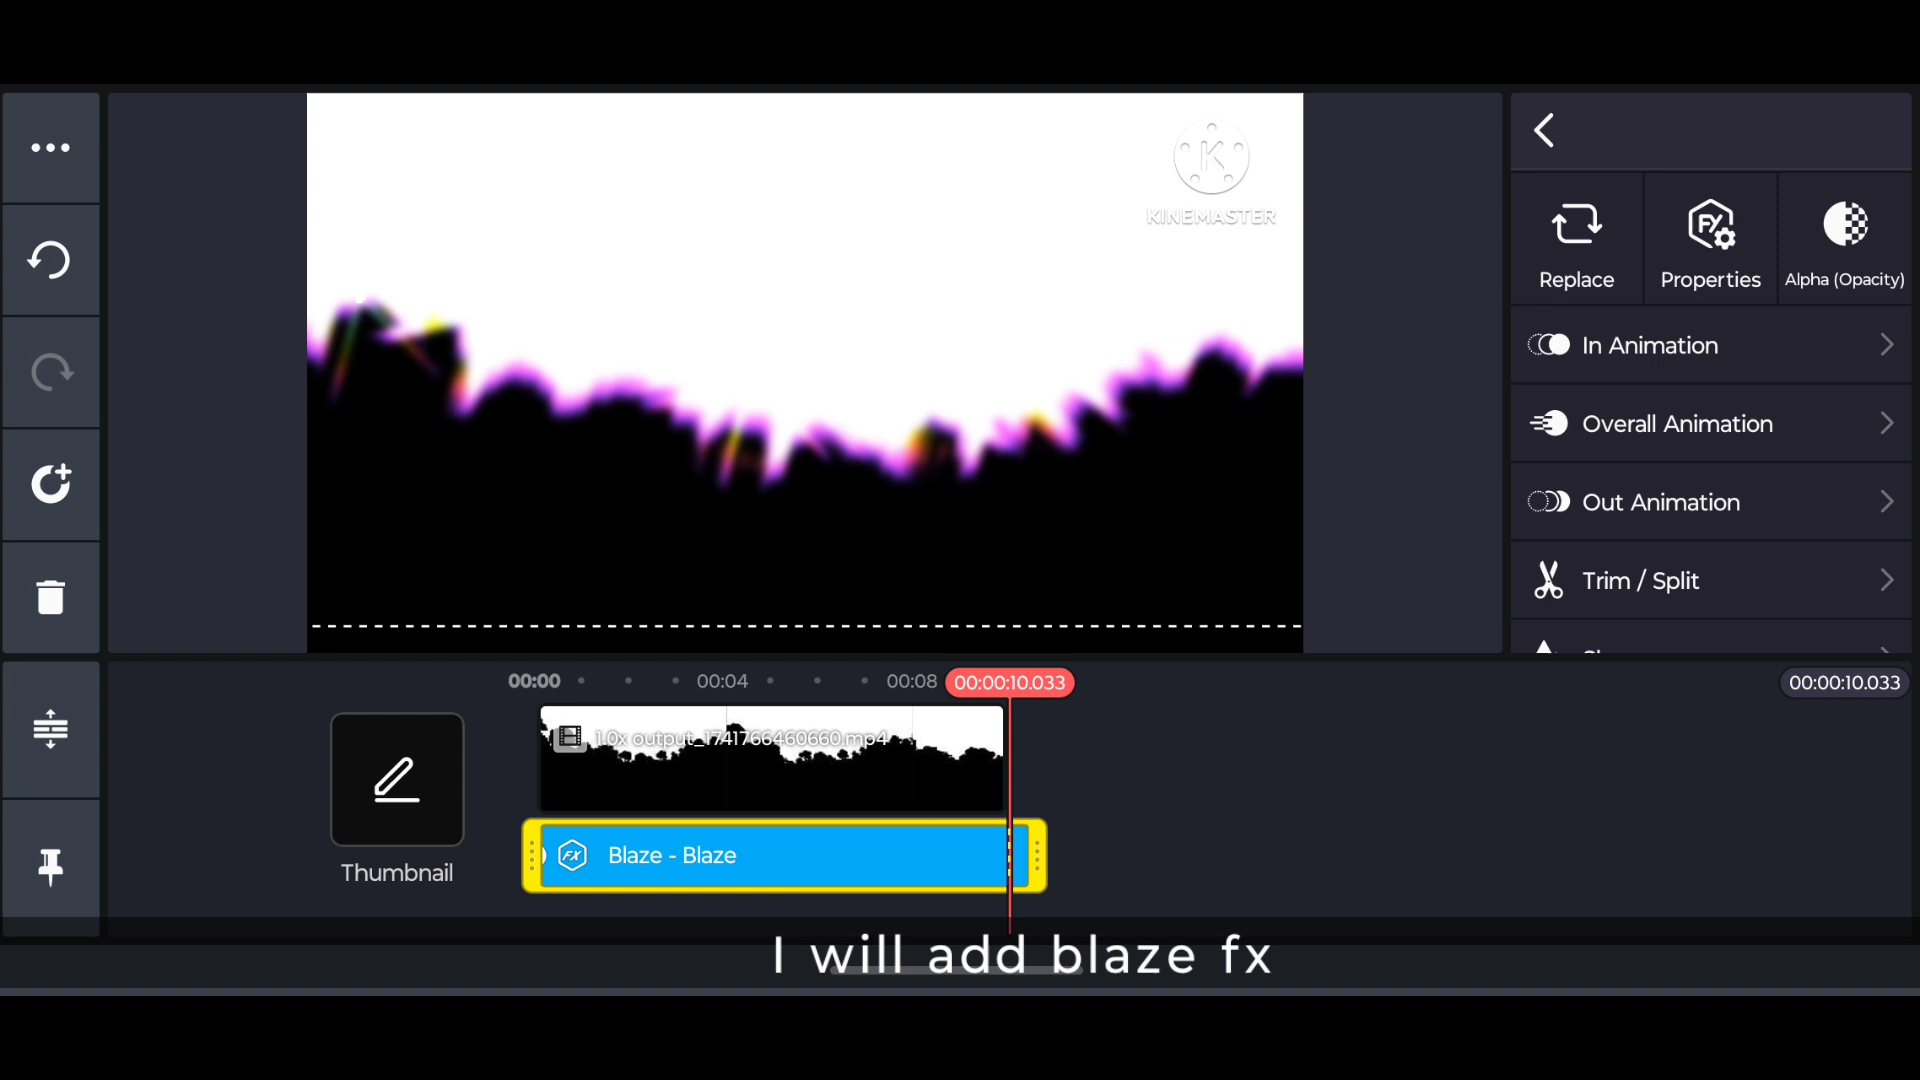 KINEMASTER
Replace
Properties
Alpha (Opacity)
In Animation
Overall Animation
Out Animation
Trim / Split
00:00
00:04
00:08
00:00:10.033
00:00:10.033
1.0x output_1741766460660.mp4
Thumbnail
Blaze - Blaze
I will add blaze fx